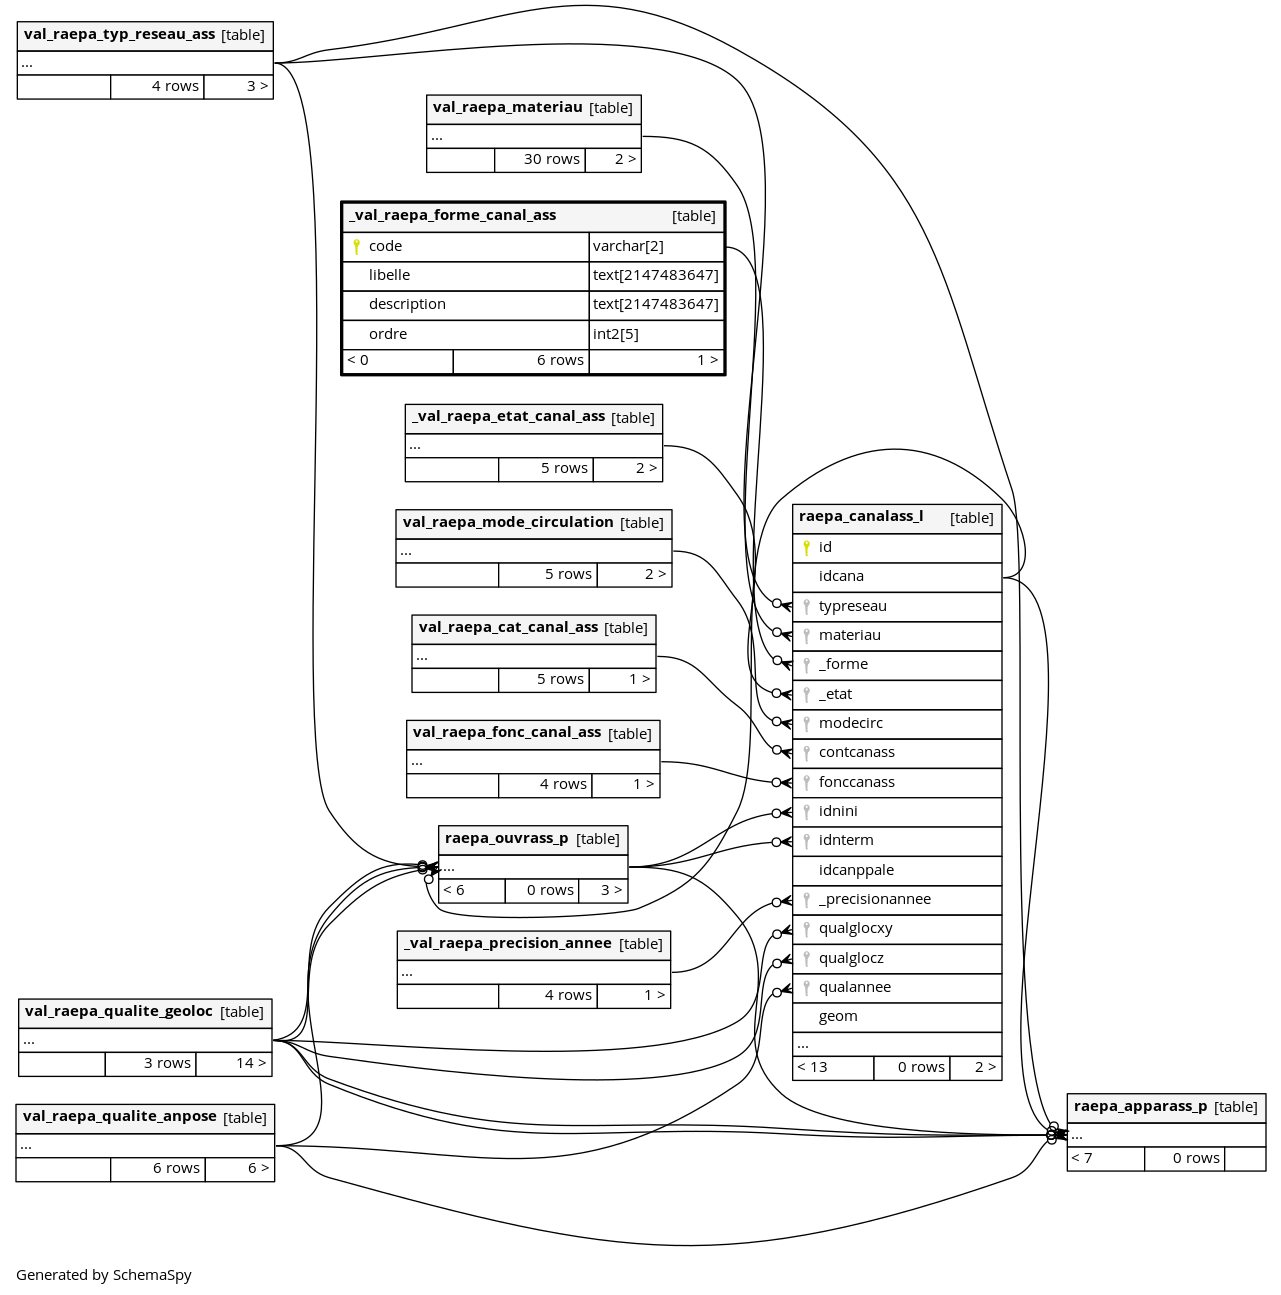 val_raepa_typ_reseau_ass [table]
...
4 rows 3 >
val_raepa_materiau [table]
...
30 rows 2 >
_val_raepa_forme_canal_ass [table]
code varchar[2]
libelle text[2147483647]
description text[2147483647]
ordre int2[5]
< 0 6 rows 1 >
_val_raepa_etat_canal_ass [table]
...
5 rows 2 >
val_raepa_mode_circulation [table]
...
5 rows 2 >
val_raepa_cat_canal_ass [table]
...
5 rows 1 >
val_raepa_fonc_canal_ass [table]
...
4 rows 1 >
raepa_ouvrass_p [table]
...
< 6 0 rows 3 >
_val_raepa_precision_annee [table]
...
4 rows 1 >
val_raepa_qualite_geoloc [table]
...
3 rows 14 >
val_raepa_qualite_anpose [table]
...
6 rows 6 >
raepa_canalass_l [table]
id
idcana
typreseau
materiau
_forme
_etat
modecirc
contcanass
fonccanass
idnini
idnterm
idcanppale
_precisionannee
qualglocxy
qualglocz
qualannee
geom
...
< 13 0 rows 2 >
raepa_apparass_p [table]
...
< 7 0 rows
Generated by SchemaSpy